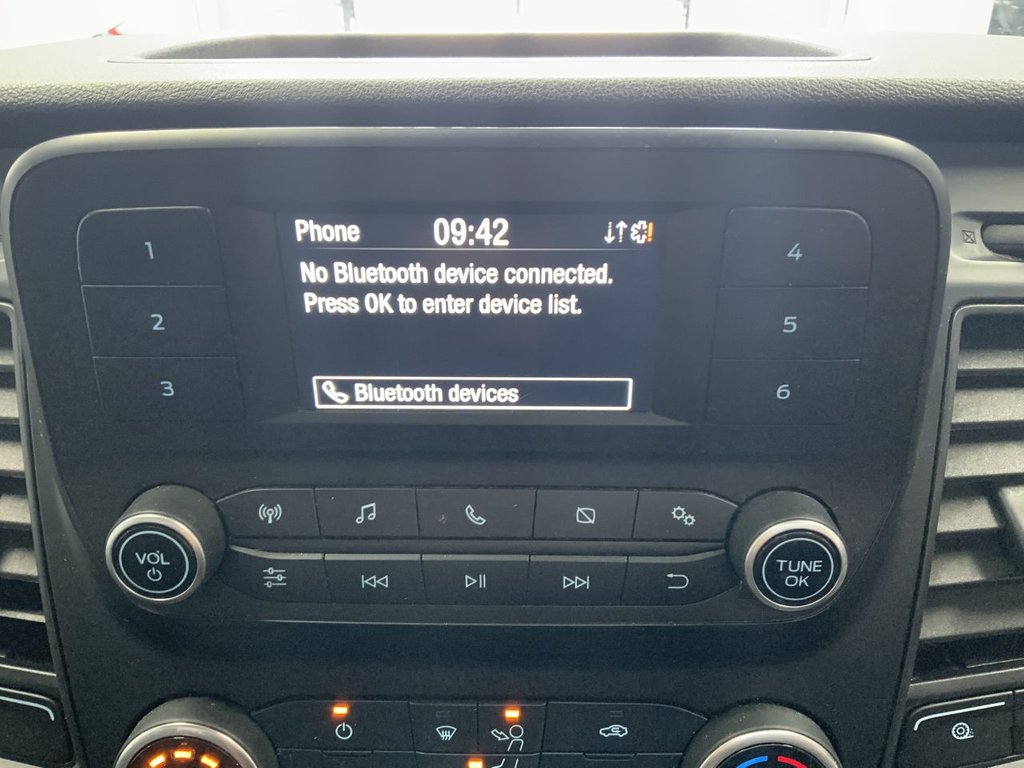 Phone 09:42
No Bluetooth device connected.
Press OK to enter device list.
Bluetooth devices
1
2
3
4
5
6
VOL
TUNE
OK